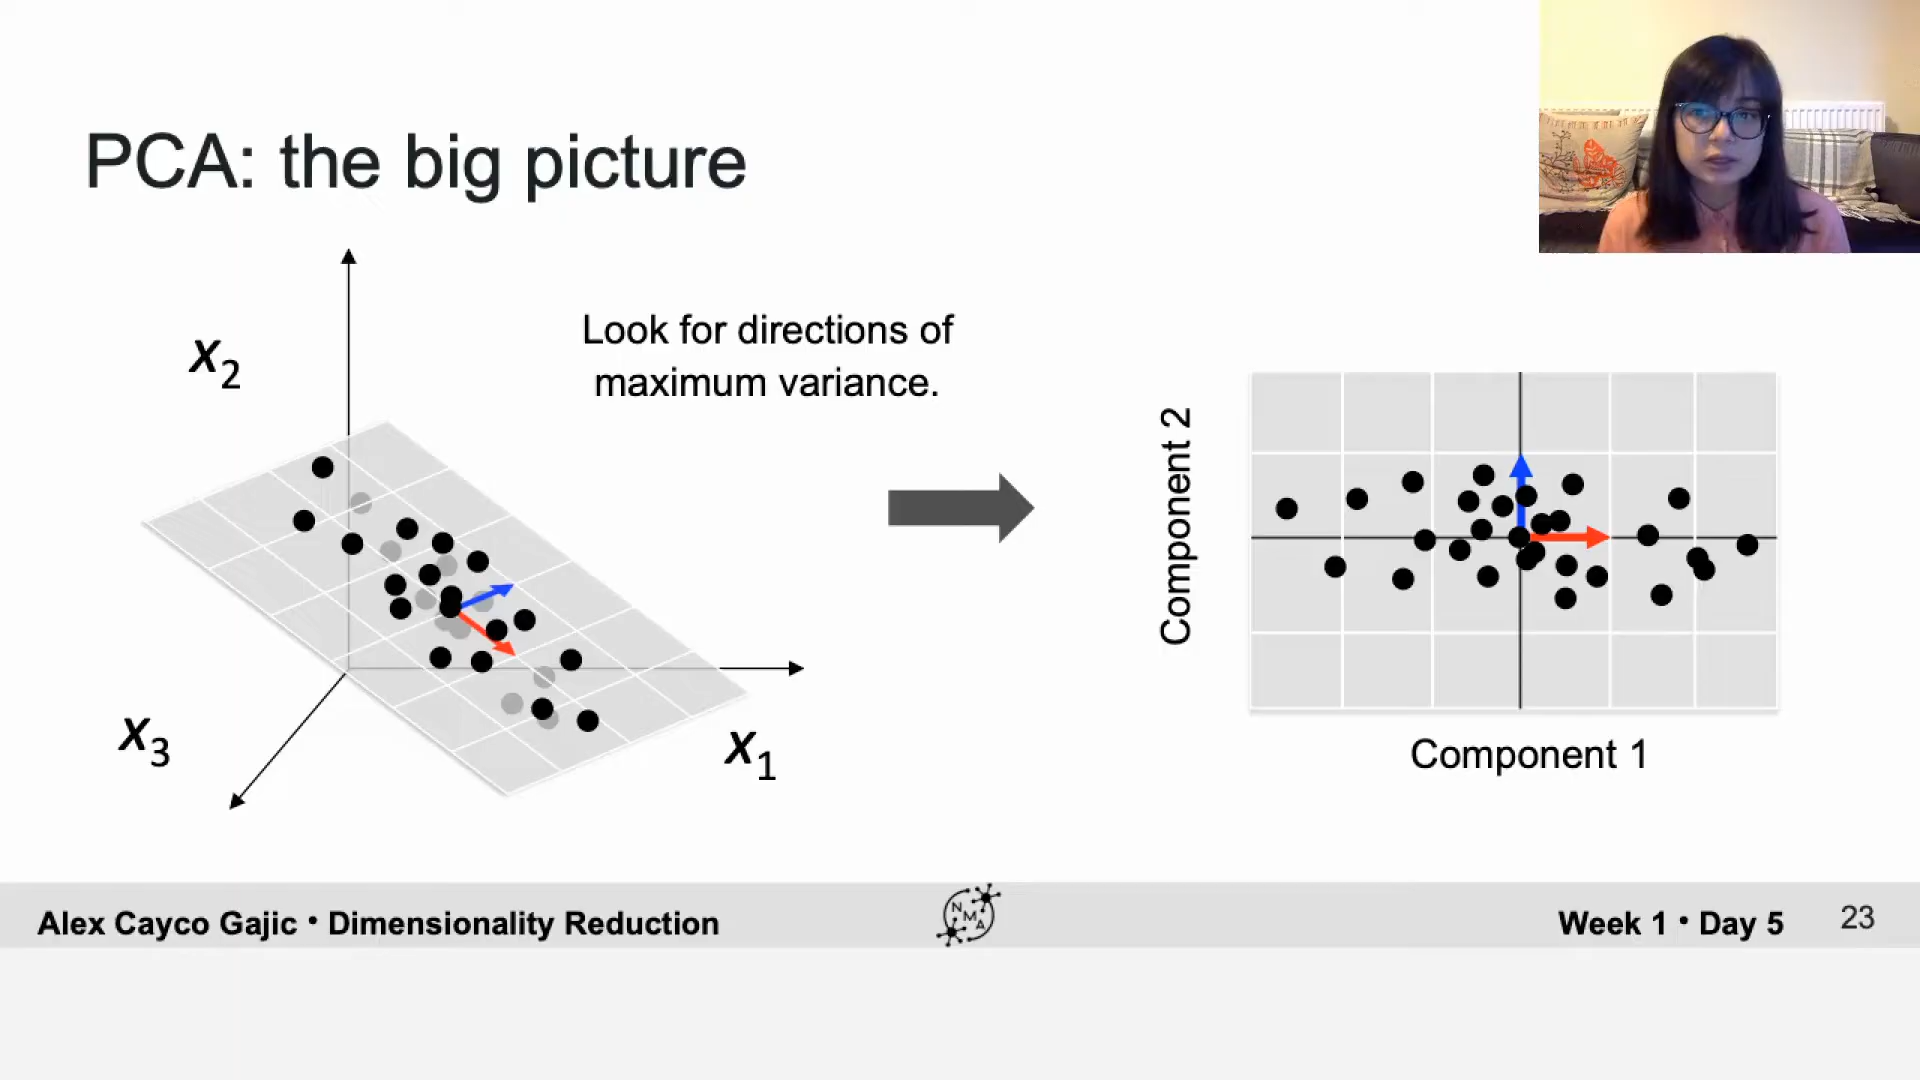 PCA: the big picture
Look for directions of
maximum variance.
x2
x3
x1
Component 2
Component 1
Alex Cayco Gajic • Dimensionality Reduction
NMA
Week 1 • Day 5
23